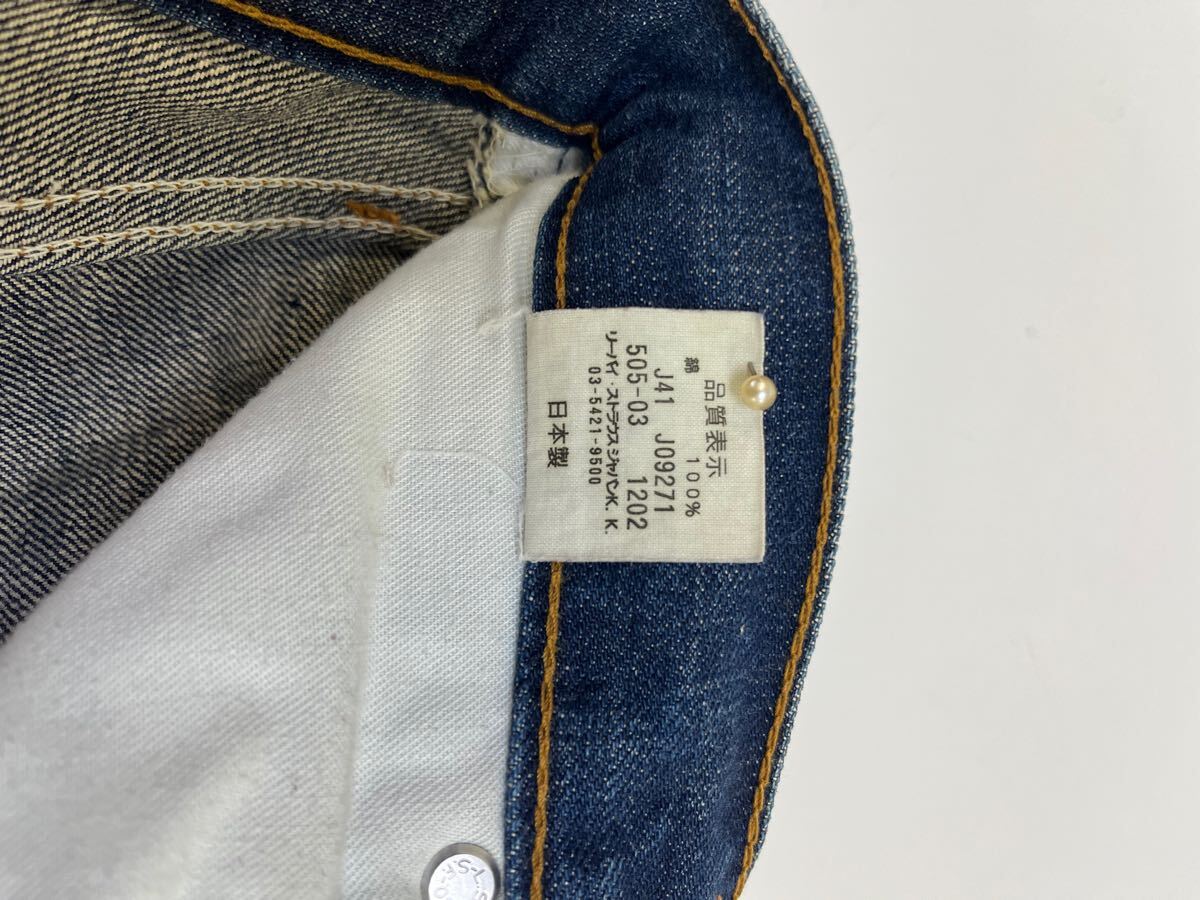 品質表示
綿 100%
J41 J09271
505-03 1202
リーバイ・ストラウスジャパンK.K.
03-5421-9500
日本製